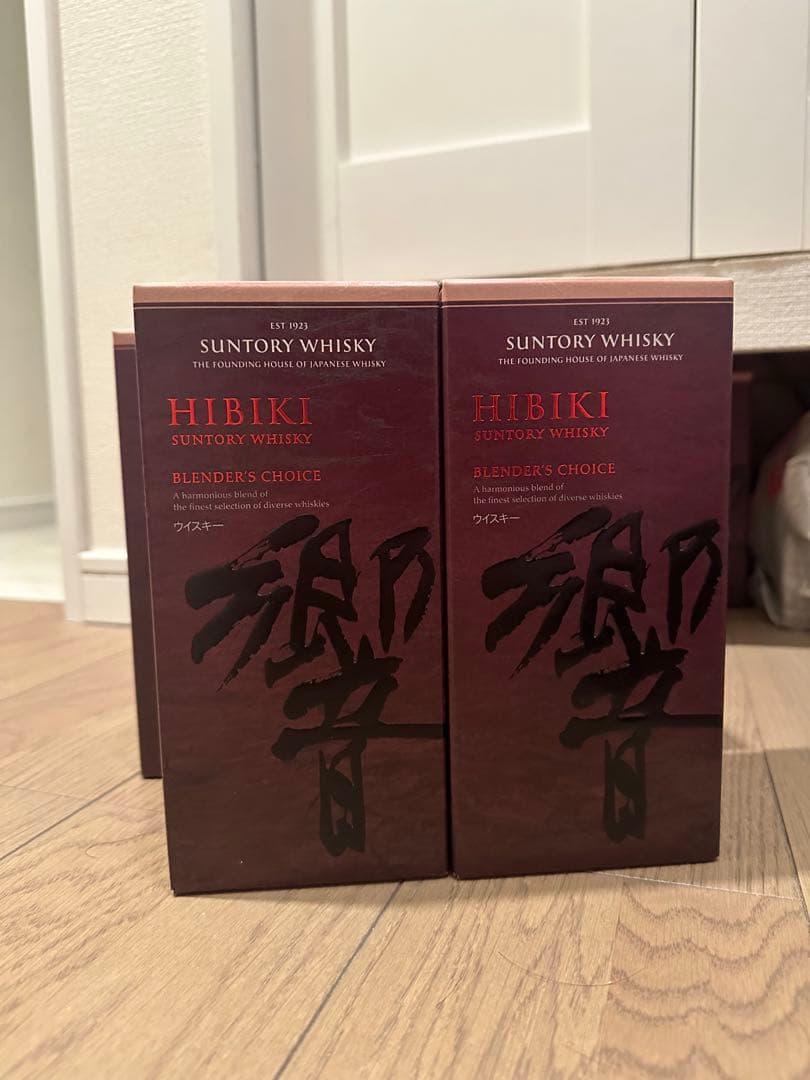 EST 1923
SUNTORY WHISKY
THE FOUNDING HOUSE OF JAPANESE WHISKY
HIBIKI
SUNTORY WHISKY
BLENDER'S CHOICE
A harmonious blend of
the finest selection of diverse whiskies
ウイスキー
響
EST 1923
SUNTORY WHISKY
THE FOUNDING HOUSE OF JAPANESE WHISKY
HIBIKI
SUNTORY WHISKY
BLENDER'S CHOICE
A harmonious blend of
the finest selection of diverse whiskies
ウイスキー
響